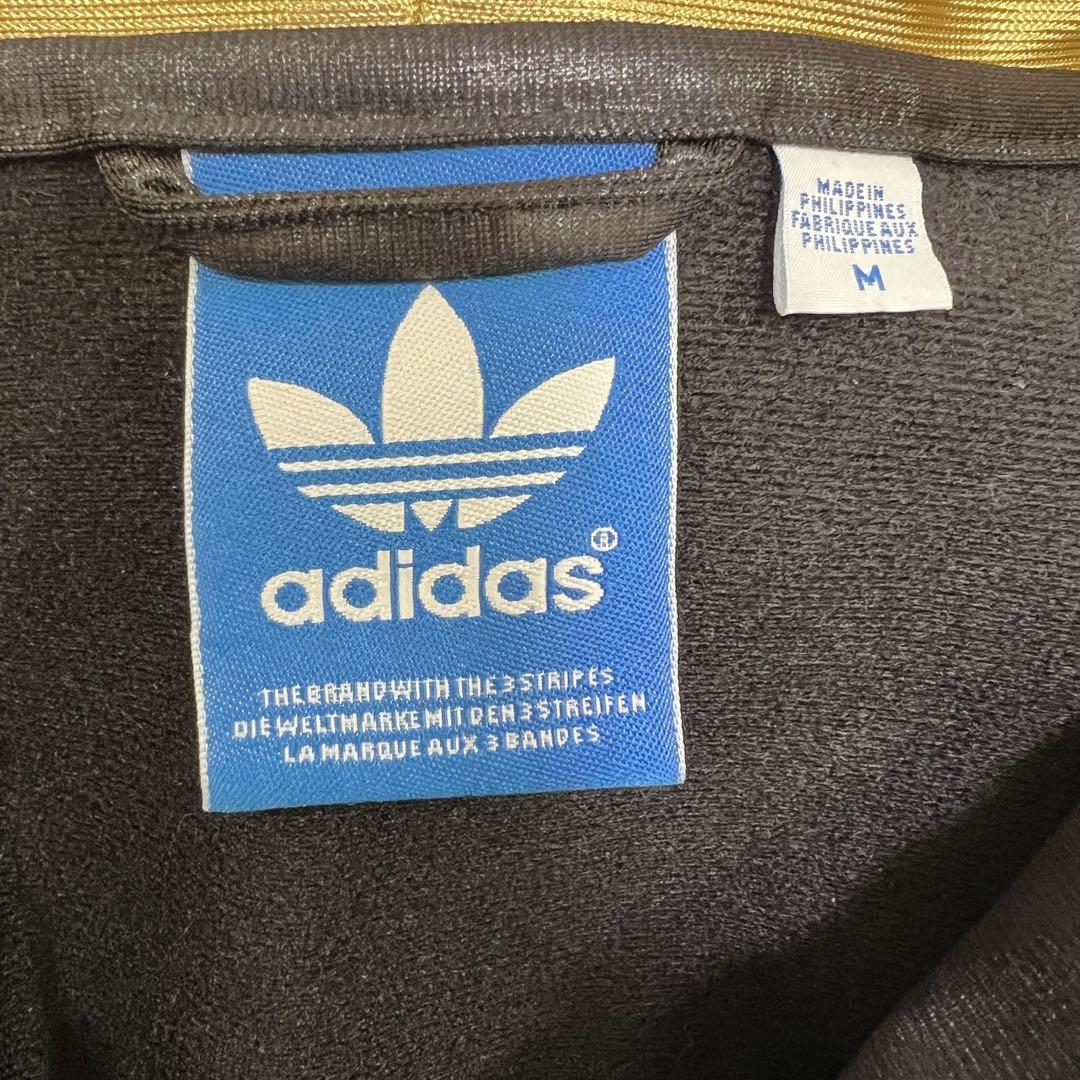 MADE IN
PHILIPPINES
FABRIQUE AUX
PHILIPPINES
M
adidas®
THE BRAND WITH THE 3 STRIPES
DIE WELTMARKE MIT DEN 3 STREIFEN
LA MARQUE AUX 3 BANDES